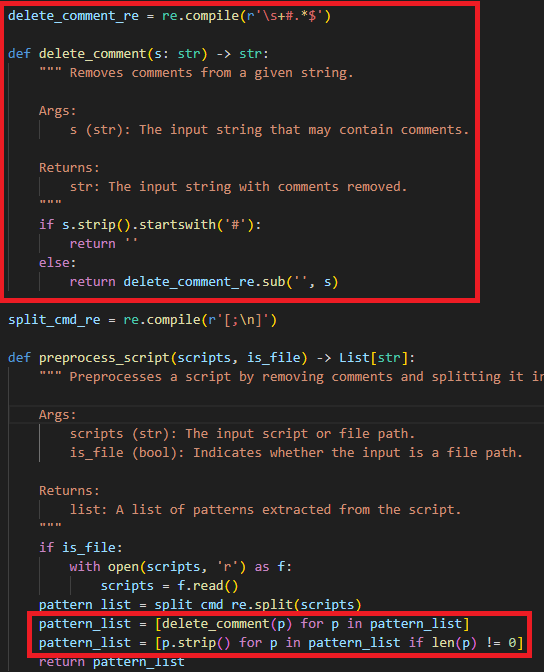 delete_comment_re = re.compile(r'\s+#.*$')
def delete_comment(s: str) -> str:
""" Removes comments from a given string.
Args:
s (str): The input string that may contain comments.
Returns:
str: The input string with comments removed.
"""
if s.strip().startswith('#'):
return ''
else:
return delete_comment_re.sub('', s)
split_cmd_re = re.compile(r'[;\n]')
def preprocess_script(scripts, is_file) -> List[str]:
""" Preprocesses a script by removing comments and splitting it in
Args:
scripts (str): The input script or file path.
is_file (bool): Indicates whether the input is a file path.
Returns:
list: A list of patterns extracted from the script.
"""
if is_file:
with open(scripts, 'r') as f:
scripts = f.read()
pattern_list = split_cmd_re.split(scripts)
pattern_list = [delete_comment(p) for p in pattern_list]
pattern_list = [p.strip() for p in pattern_list if len(p) != 0]
return pattern_list